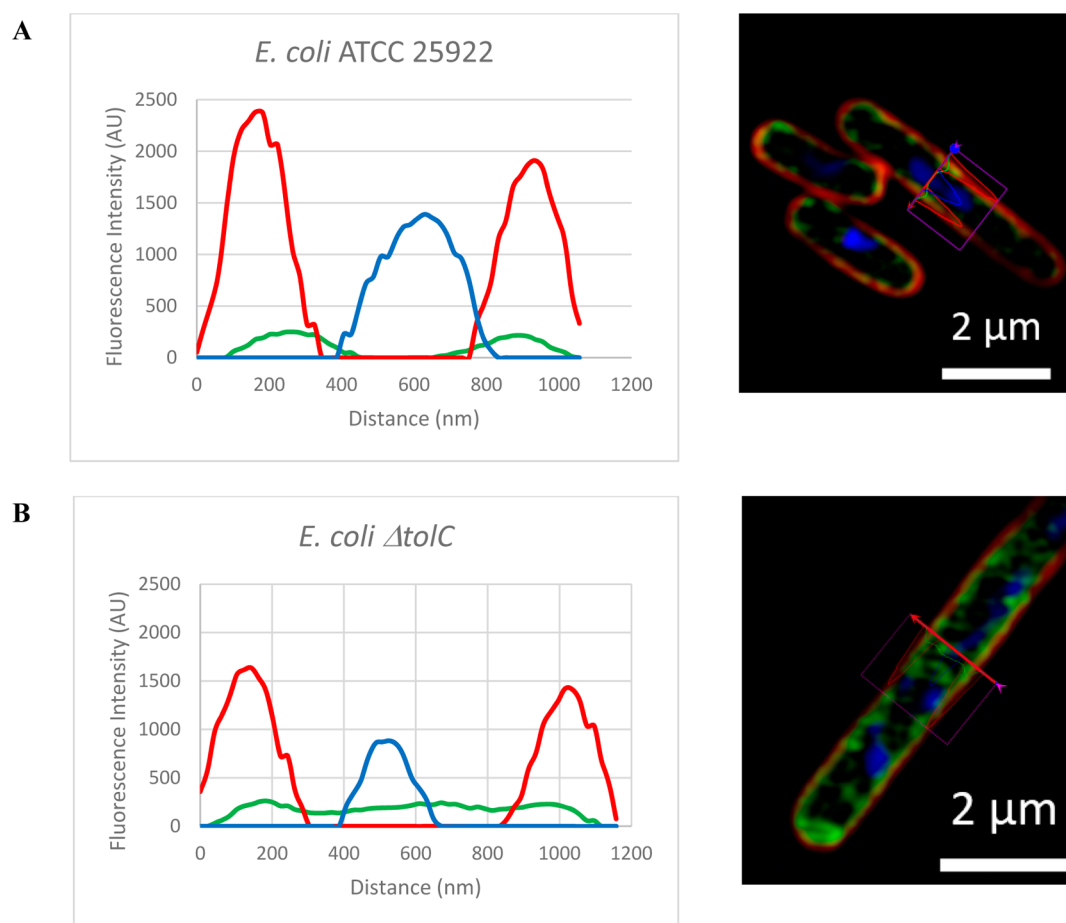 A
E. coli ATCC 25922
Fluorescence Intensity (AU)
2500
2000
1500
1000
500
0
0 200 400 600 800 1000 1200
Distance (nm)
2 μm
B
E. coli ΔtolC
Fluorescence Intensity (AU)
2500
2000
1500
1000
500
0
0 200 400 600 800 1000 1200
Distance (nm)
2 μm